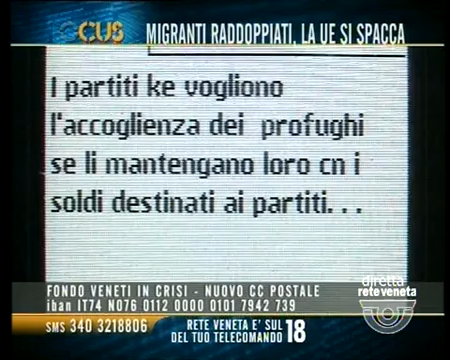 CUS
MIGRANTI RADDOPPIATI, LA UE SI SPACCA
I partiti ke vogliono
l'accoglienza dei profughi
se li mantengano loro cn i
soldi destinati ai partiti...
FONDO VENETI IN CRISI - NUOVO CC POSTALE
iban IT74 N076 0112 0000 0101 7942 739
diretta
reteveneta
SMS 340 3218806
RETE VENETA E' SUL
DEL TUO TELECOMANDO 18